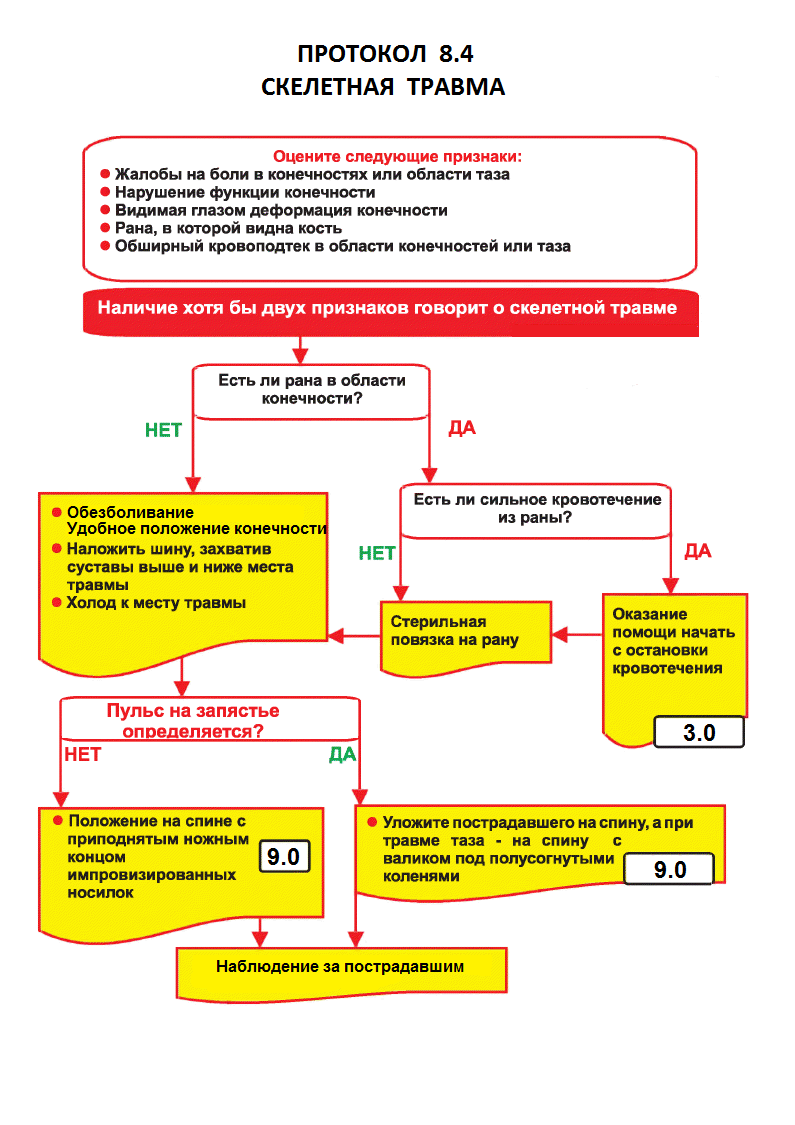 ПРОТОКОЛ 8.4
СКЕЛЕТНАЯ ТРАВМА
Оцените следующие признаки:
Жалобы на боли в конечностях или области таза
Нарушение функции конечности
Видимая глазом деформация конечности
Рана, в которой видна кость
Обширный кровоподтек в области конечностей или таза
Наличие хотя бы двух признаков говорит о скелетной травме
Есть ли рана в области
конечности?
НЕТ
ДА
Обезболивание
Удобное положение конечности
Наложить шину, захватив
суставы выше и ниже места
травмы
Холод к месту травмы
Есть ли сильное кровотечение
из раны?
НЕТ
ДА
Стерильная
повязка на рану
Оказание
помощи начать
с остановки
кровотечения
3.0
Пульс на запястье
определяется?
НЕТ
ДА
Положение на спине с
приподнятым ножным
концом
импровизированных
носилок
9.0
Уложите пострадавшего на спину, а при
травме таза - на спину с
валиком под полусогнутыми
коленями
9.0
Наблюдение за пострадавшим